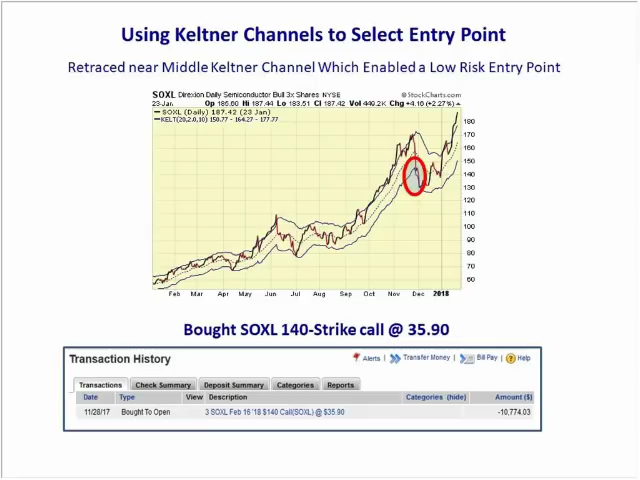 Using Keltner Channels to Select Entry Point
Retraced near Middle Keltner Channel Which Enabled a Low Risk Entry Point
SOXL Direxion Daily Semiconductor Bull 3x Shares NYSE © StockCharts.com
23-Jan Op 185.60 Hi 187.44 Lo 183.51 Cl 187.42 Vol 449.2K Chg +4.16 (+2.27%)
SOXL (Daily) 187.42 (23 Jan)
KELT(20,2.0,10) 150.77 - 164.27 - 177.77
180
170
160
150
140
130
120
110
100
90
80
70
60
Feb Mar Apr May Jun Jul Aug Sep Oct Nov Dec 2018
Bought SOXL 140-Strike call @ 35.90
Transaction History
Alerts | Transfer Money | Bill Pay | Help
Transactions Check Summary Deposit Summary Categories Reports
Date Type View Description Categories (hide) Amount ($)
11/28/17 Bought To Open 3 SOXL Feb 16 '18 $140 Call(SOXL) @ $35.90 -10,774.03